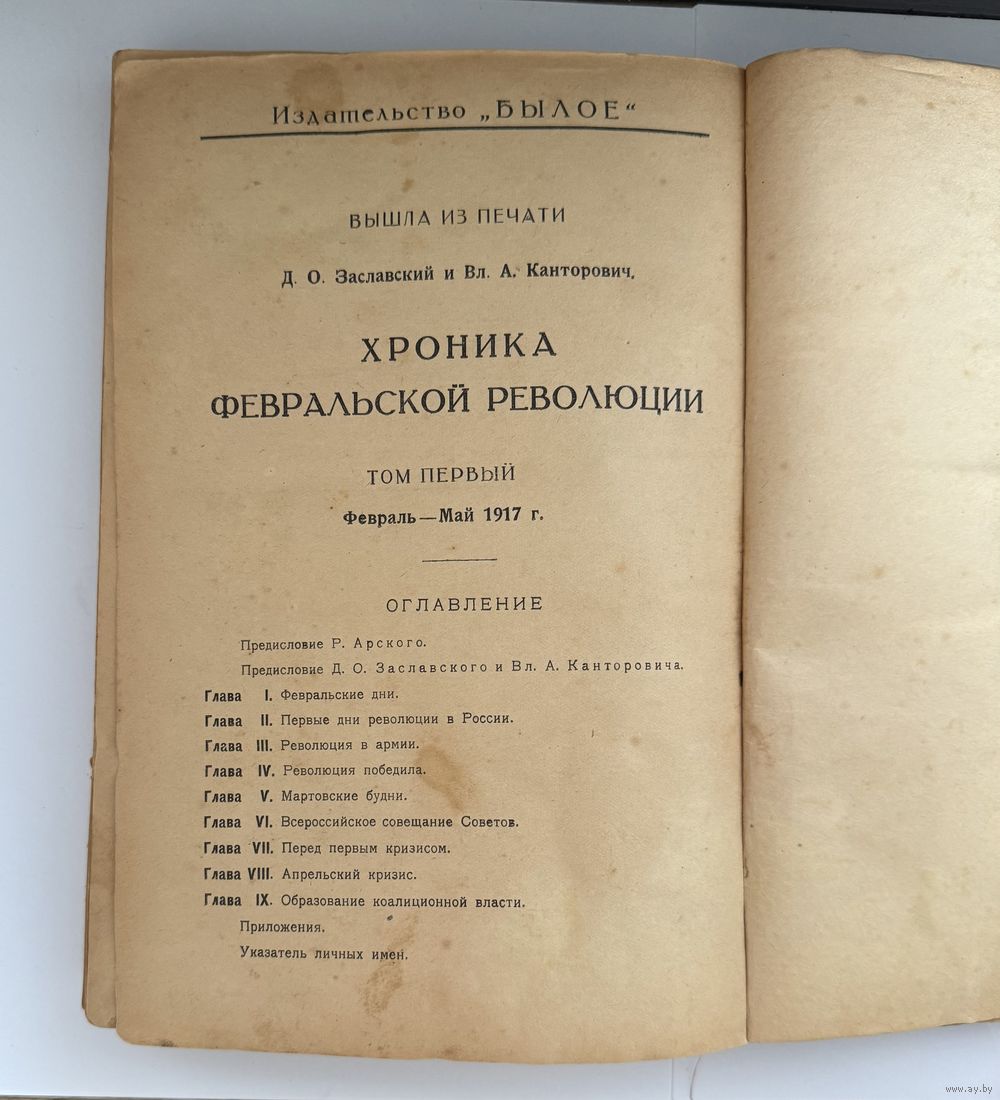 Издательство „БЫЛОЕ“
ВЫШЛА ИЗ ПЕЧАТИ
Д. О. Заславский и Вл. А. Канторович.
ХРОНИКА
ФЕВРАЛЬСКОЙ РЕВОЛЮЦИИ
ТОМ ПЕРВЫЙ
Февраль—Май 1917 г.
ОГЛАВЛЕНИЕ
Предисловие Р. Арского.
Предисловие Д. О. Заславского и Вл. А. Канторовича.
Глава I. Февральские дни.
Глава II. Первые дни революции в России.
Глава III. Революция в армии.
Глава IV. Революция победила.
Глава V. Мартовские будни.
Глава VI. Всероссийское совещание Советов.
Глава VII. Перед первым кризисом.
Глава VIII. Апрельский кризис.
Глава IX. Образование коалиционной власти.
Приложения.
Указатель личных имен.
www.ay.by